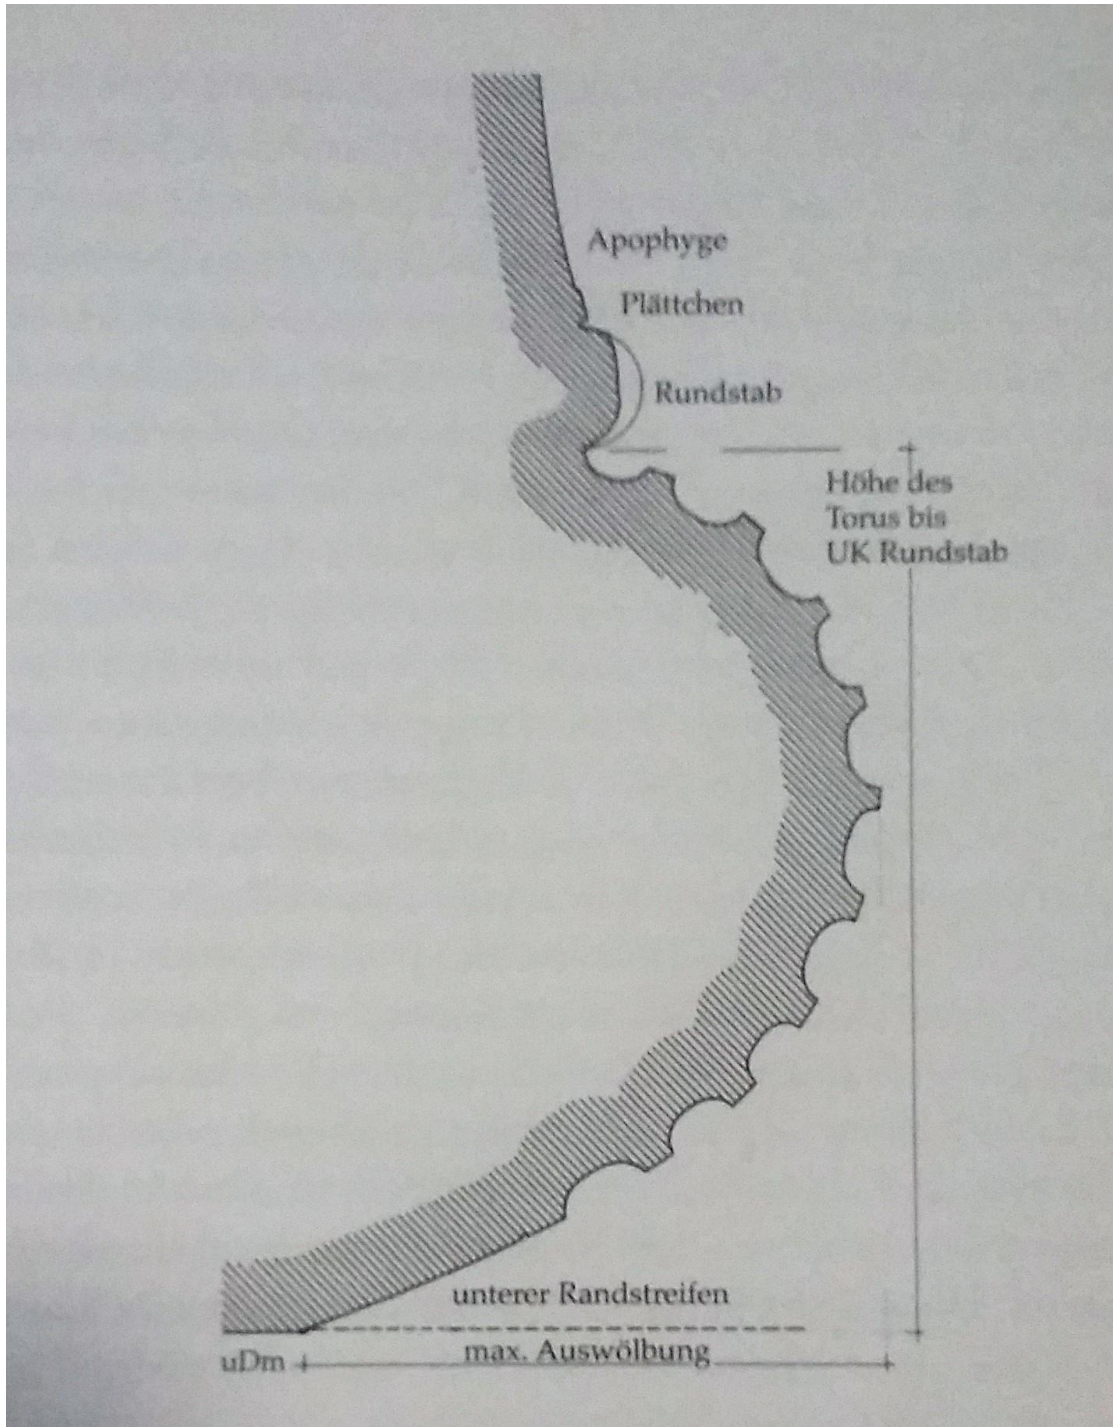 Apophyge
Plättchen
Rundstab
Höhe des
Torus bis
UK Rundstab
unterer Randstreifen
uDm
max. Auswölbung